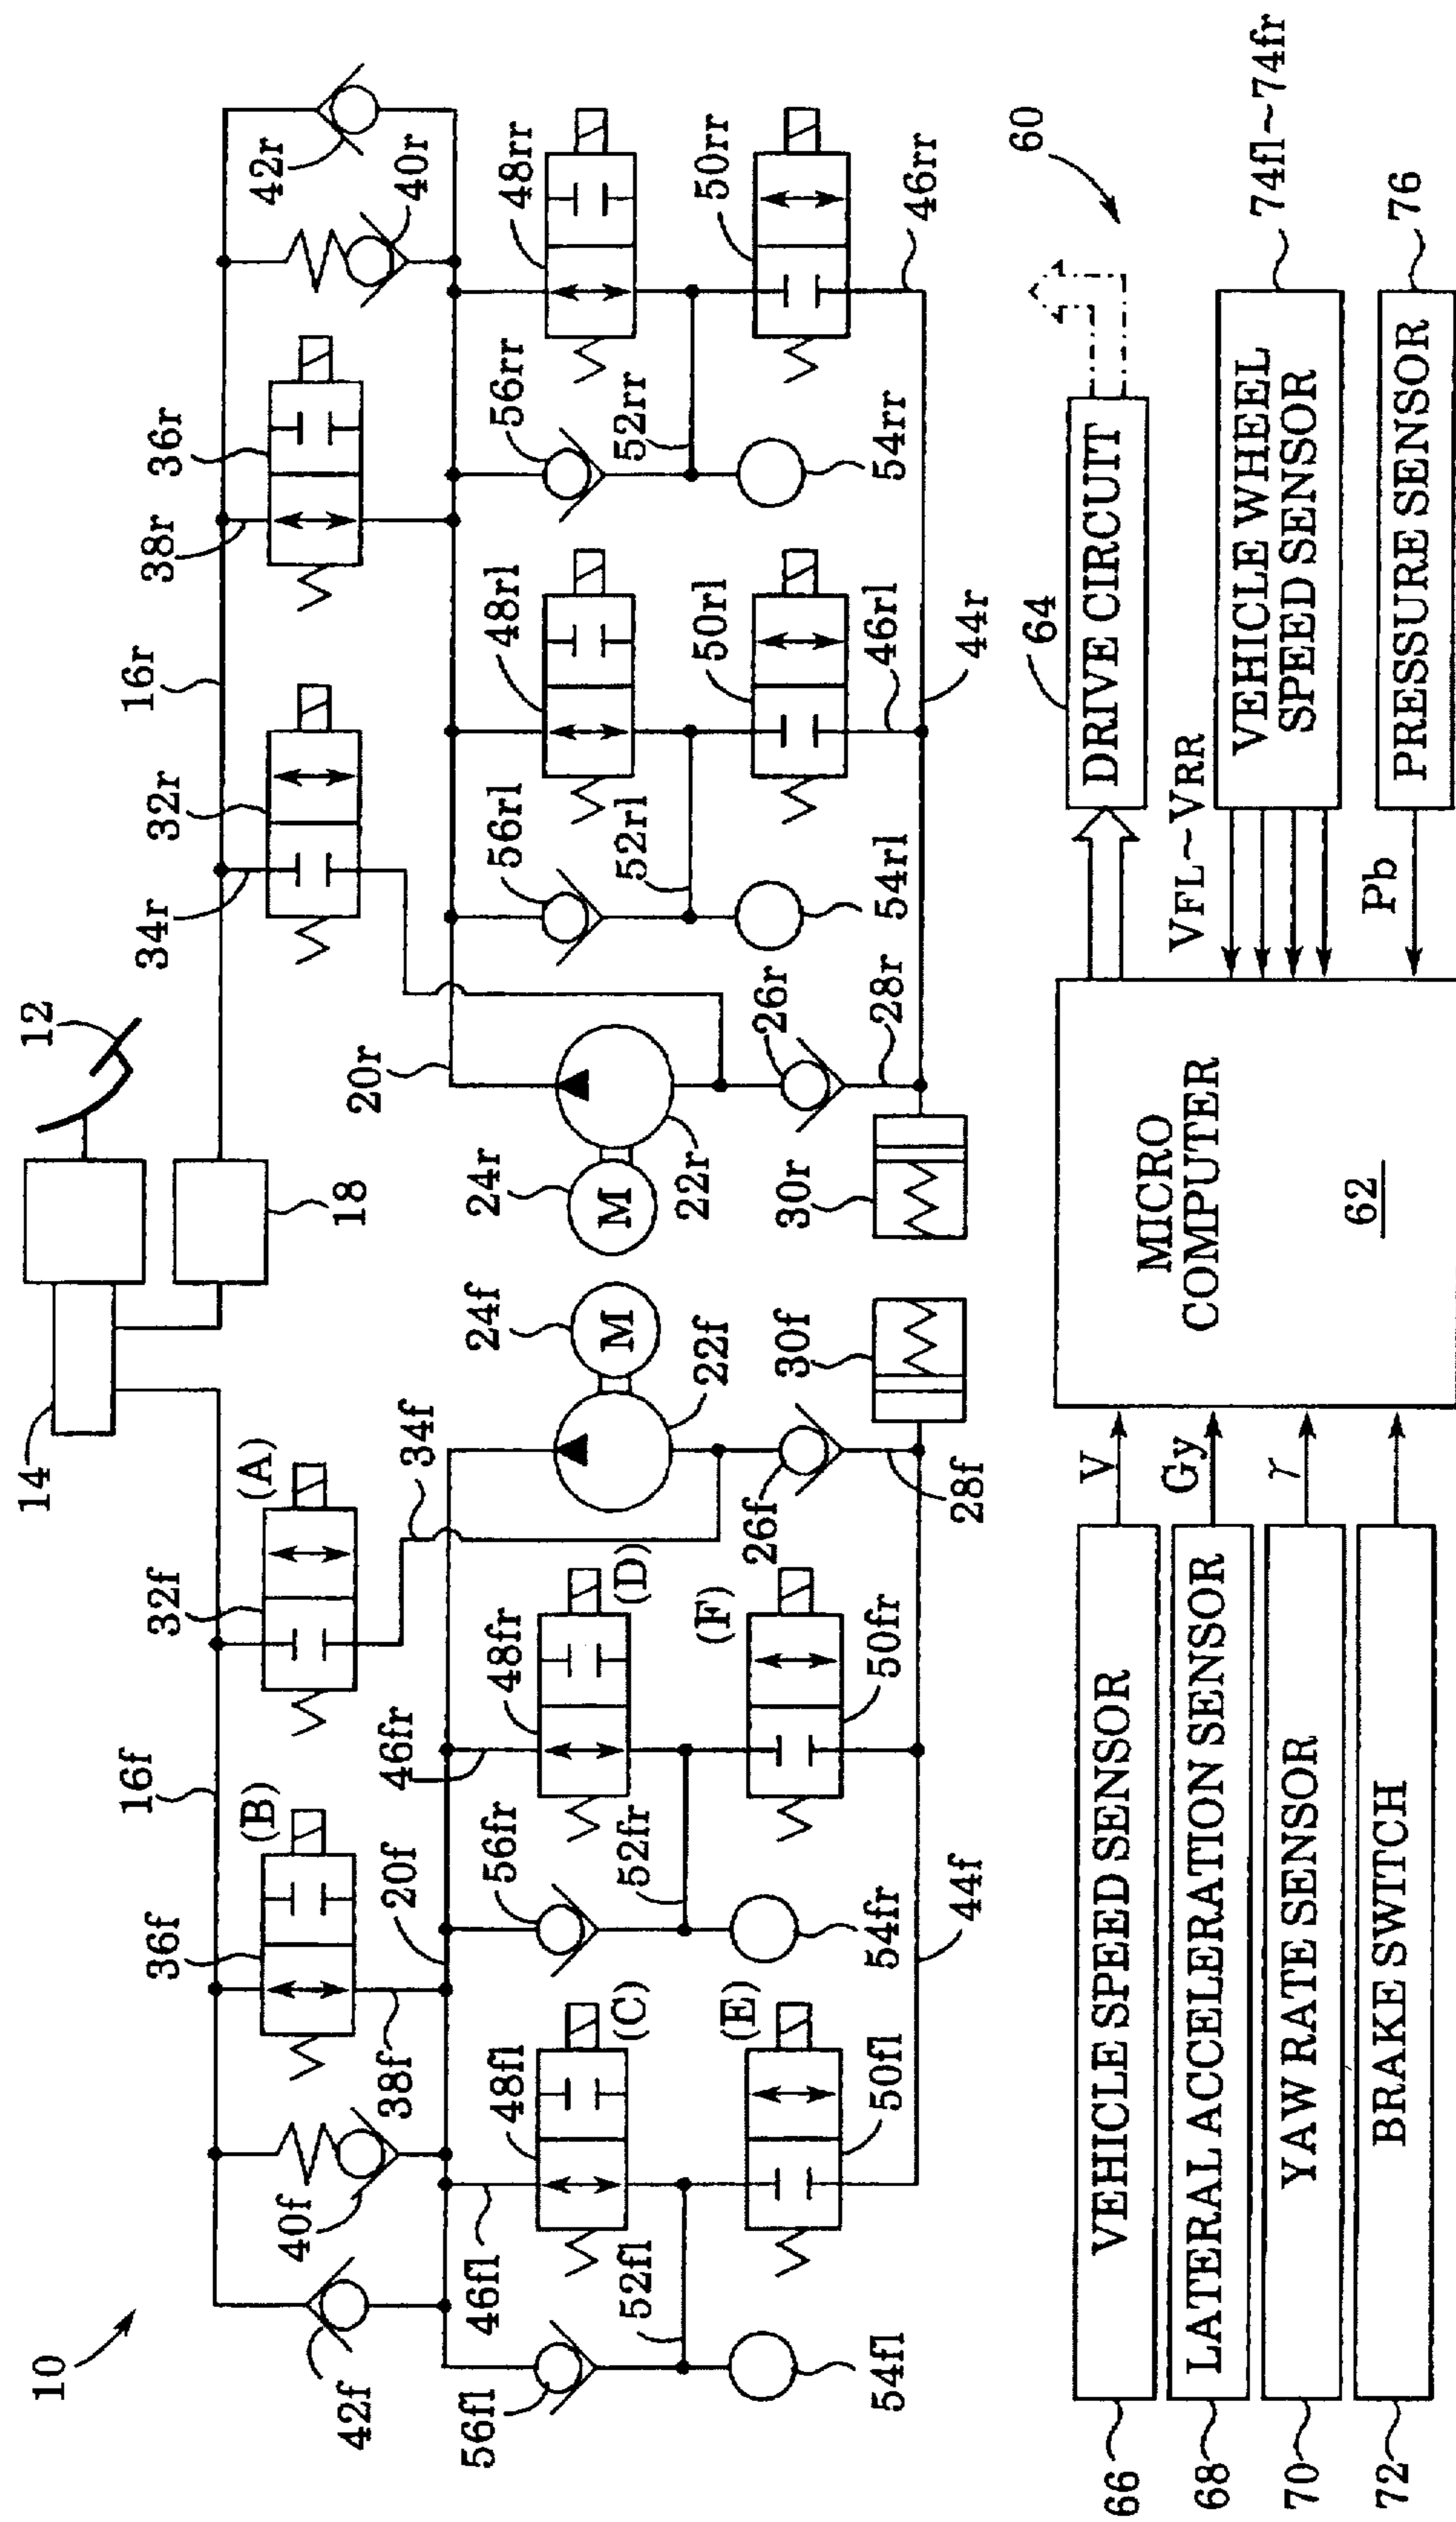 10
12
14
18
16f
16r
(B)
(A)
36f
32f
34f
34r
32r
38r
36r
42r
40r
42f
40f
38f
20f
46fr
20r
56fl
46fl
48fl
(C)
56fr
48fr
(D)
24f
24r
22f
22r
56rl
48rl
56rr
48rr
52fl
(E)
52fr
(F)
26f
26r
52rl
50rl
52rr
50rr
54fl
50fl
54fr
50fr
30f
30r
54rl
46rl
54rr
46rr
44f
28f
28r
44r
60
66
VEHICLE SPEED SENSOR
V
68
LATERAL ACCELERATION SENSOR
Gy
70
YAW RATE SENSOR
γ
72
BRAKE SWITCH
MICRO
COMPUTER
62
64
DRIVE CIRCUIT
VFL~VRR
VEHICLE WHEEL
SPEED SENSOR
74fl~74fr
Pb
PRESSURE SENSOR
76
M
M